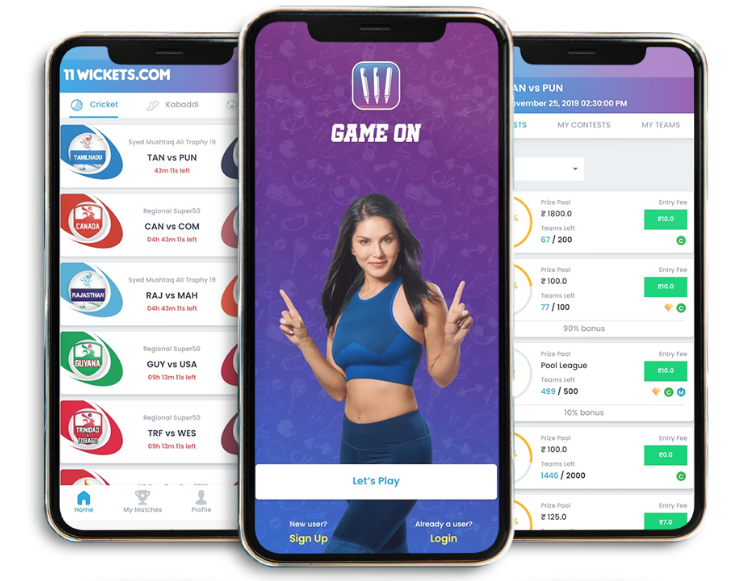 11 WICKETS.COM
Cricket
Kabaddi
Syed Mushtaq Ali Trophy 19
TAN vs PUN
43m 11s left
TAMILNADU
Regional Super50
CAN vs COM
04h 43m 11s left
CANADA
Syed Mushtaq Ali Trophy 19
RAJ vs MAH
04h 43m 11s left
RAJASTHAN
Regional Super50
GUY vs USA
09h 13m 11s left
GUYANA
Regional Super50
TRF vs WES
09h 13m 11s left
TRINIDAD
TOBAGO
Home
My Matches
Profile
GAME ON
Let's Play
New user?
Sign Up
Already a user?
Login
AN vs PUN
ovember 25, 2019 02:30:00 PM
STS
MY CONTESTS
MY TEAMS
Prize Pool
Entry Fee
₹ 1800.0
₹10.0
Teams Left
67 / 200
C
Prize Pool
Entry Fee
₹ 100.0
₹10.0
Teams Left
77 / 100
C
90% bonus
Prize Pool
Entry Fee
Pool League
₹10.0
Teams Left
499 / 500
C M
10% bonus
Prize Pool
Entry Fee
₹ 100.0
₹0.0
Teams Left
1446 / 2000
C
Prize Pool
Entry Fee
₹ 125.0
₹7.0